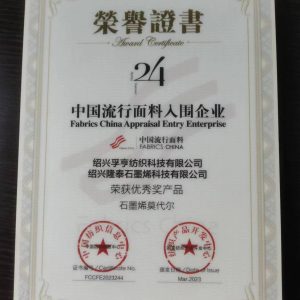 榮譽證書
Award Certificate
24
中国流行面料入围企业
Fabrics China Appraisal Entry Enterprise
中国流行面料
FABRICS CHINA
绍兴孚亨纺织科技有限公司
绍兴隆泰石墨烯科技有限公司
荣获优秀奖产品
石墨烯莫代尔
证书编号 / Certificate No.
FCCFE2023244
颁发日期 / Date of Issue
Mar.2023